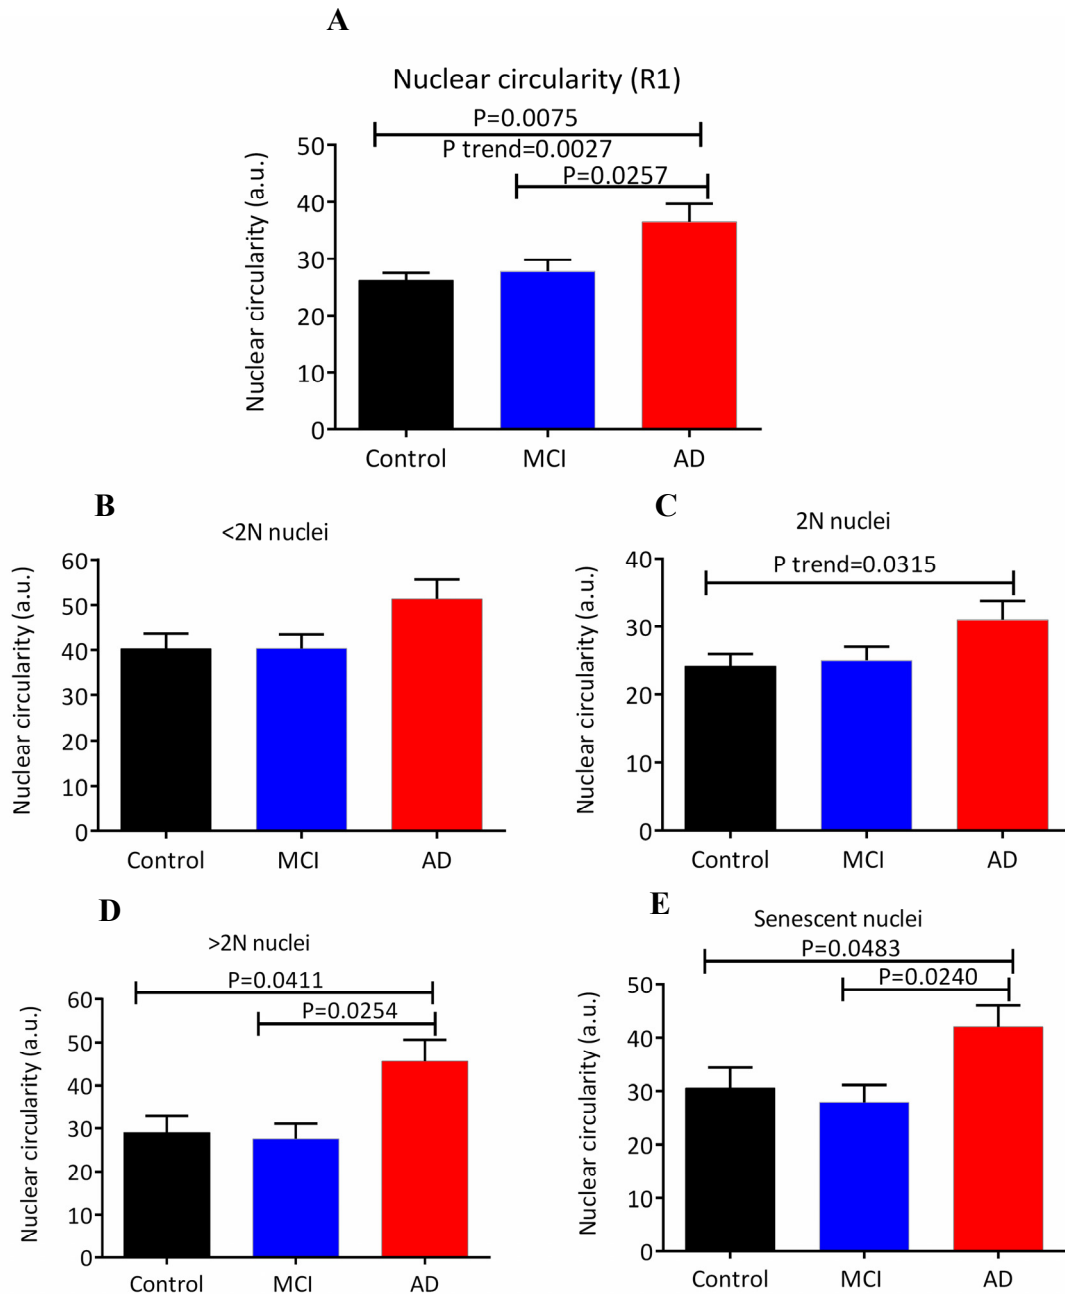 A
Nuclear circularity (R1)
P=0.0075
P trend=0.0027
P=0.0257
Nuclear circularity (a.u.)
50
40
30
20
10
0
Control MCI AD
B
<2N nuclei
Nuclear circularity (a.u.)
60
50
40
30
20
10
0
Control MCI AD
C
2N nuclei
P trend=0.0315
Nuclear circularity (a.u.)
40
30
20
10
0
Control MCI AD
D
>2N nuclei
P=0.0411
P=0.0254
Nuclear circularity (a.u.)
60
50
40
30
20
10
0
Control MCI AD
E
Senescent nuclei
P=0.0483
P=0.0240
Nuclear circularity (a.u.)
50
40
30
20
10
0
Control MCI AD